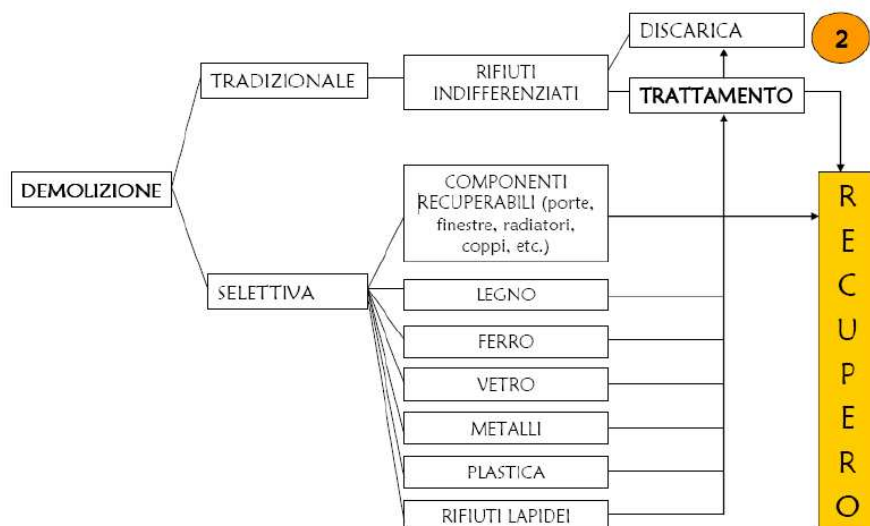 DISCARICA
2
TRADIZIONALE
RIFIUTI
INDIFFERENZIATI
TRATTAMENTO
DEMOLIZIONE
COMPONENTI
RECUPERABILI (porte,
finestre, radiatori,
coppi, etc.)
SELETTIVA
LEGNO
FERRO
VETRO
METALLI
PLASTICA
RIFIUTI LAPIDEI
R
E
C
U
P
E
R
O